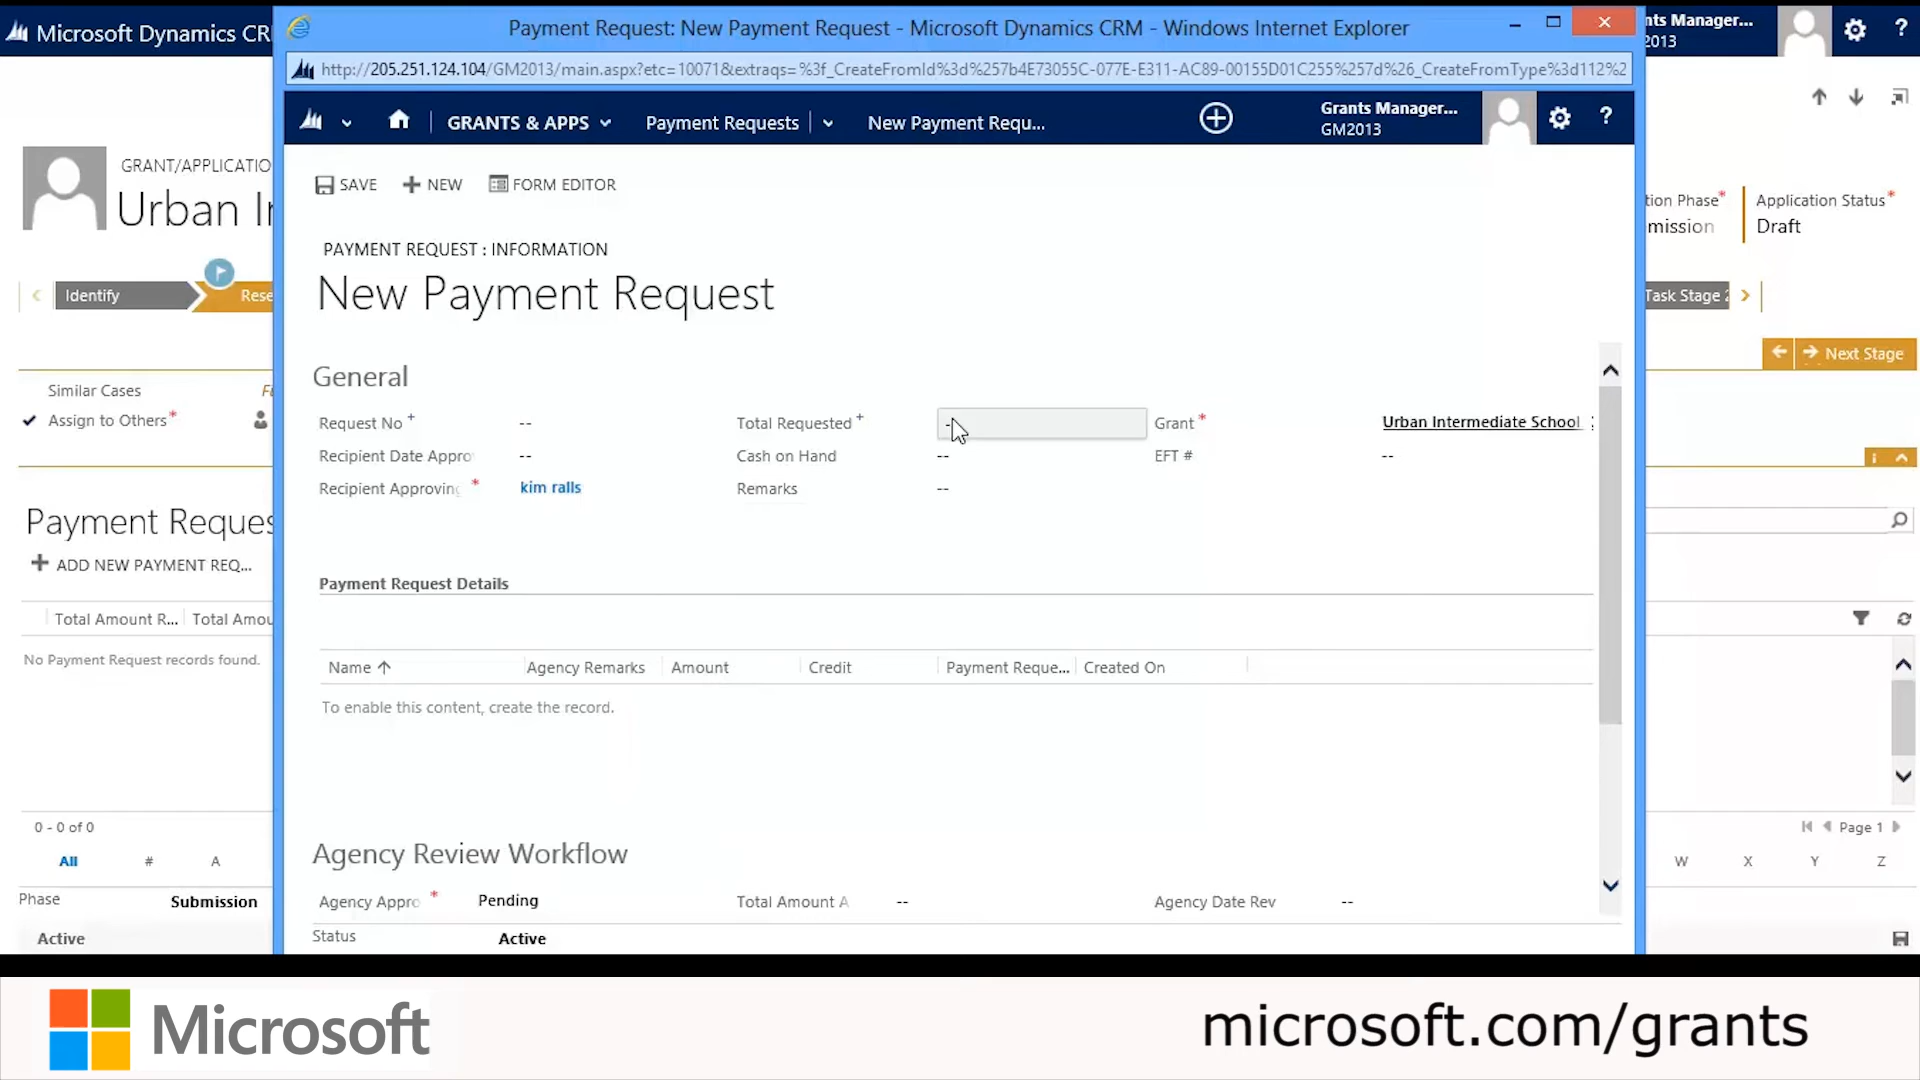 Microsoft Dynamics CR
Payment Request: New Payment Request - Microsoft Dynamics CRM - Windows Internet Explorer
nts Manager...
2013
?
http://205.251.124.104/GM2013/main.aspx?etc=10071&extraqs=%3f_CreateFromId%3d%257b4E73055C-077E-E311-AC89-00155D01C255%257d%26_CreateFromType%3d112%2
GRANTS & APPS
Payment Requests
New Payment Requ...
Grants Manager...
GM2013
?
SAVE
NEW
FORM EDITOR
GRANT/APPLICATIO
Urban I
tion Phase*
mission
Application Status*
Draft
PAYMENT REQUEST : INFORMATION
New Payment Request
Identify
Rese
Task Stage 2
Next Stage
Similar Cases
Assign to Others*
General
Request No +
--
Total Requested +
Grant *
Urban Intermediate School
Recipient Date Appro
--
Cash on Hand
--
EFT #
--
Recipient Approving *
kim ralls
Remarks
--
Payment Reques
ADD NEW PAYMENT REQ...
Total Amount R...
Total Amou
No Payment Request records found.
Payment Request Details
Name
Agency Remarks
Amount
Credit
Payment Reque...
Created On
To enable this content, create the record.
0 - 0 of 0
Page 1
All
#
A
W
X
Y
Z
Agency Review Workflow
Agency Appro *
Pending
Total Amount A
--
Agency Date Rev
--
Phase
Submission
Status
Active
Active
Microsoft
microsoft.com/grants